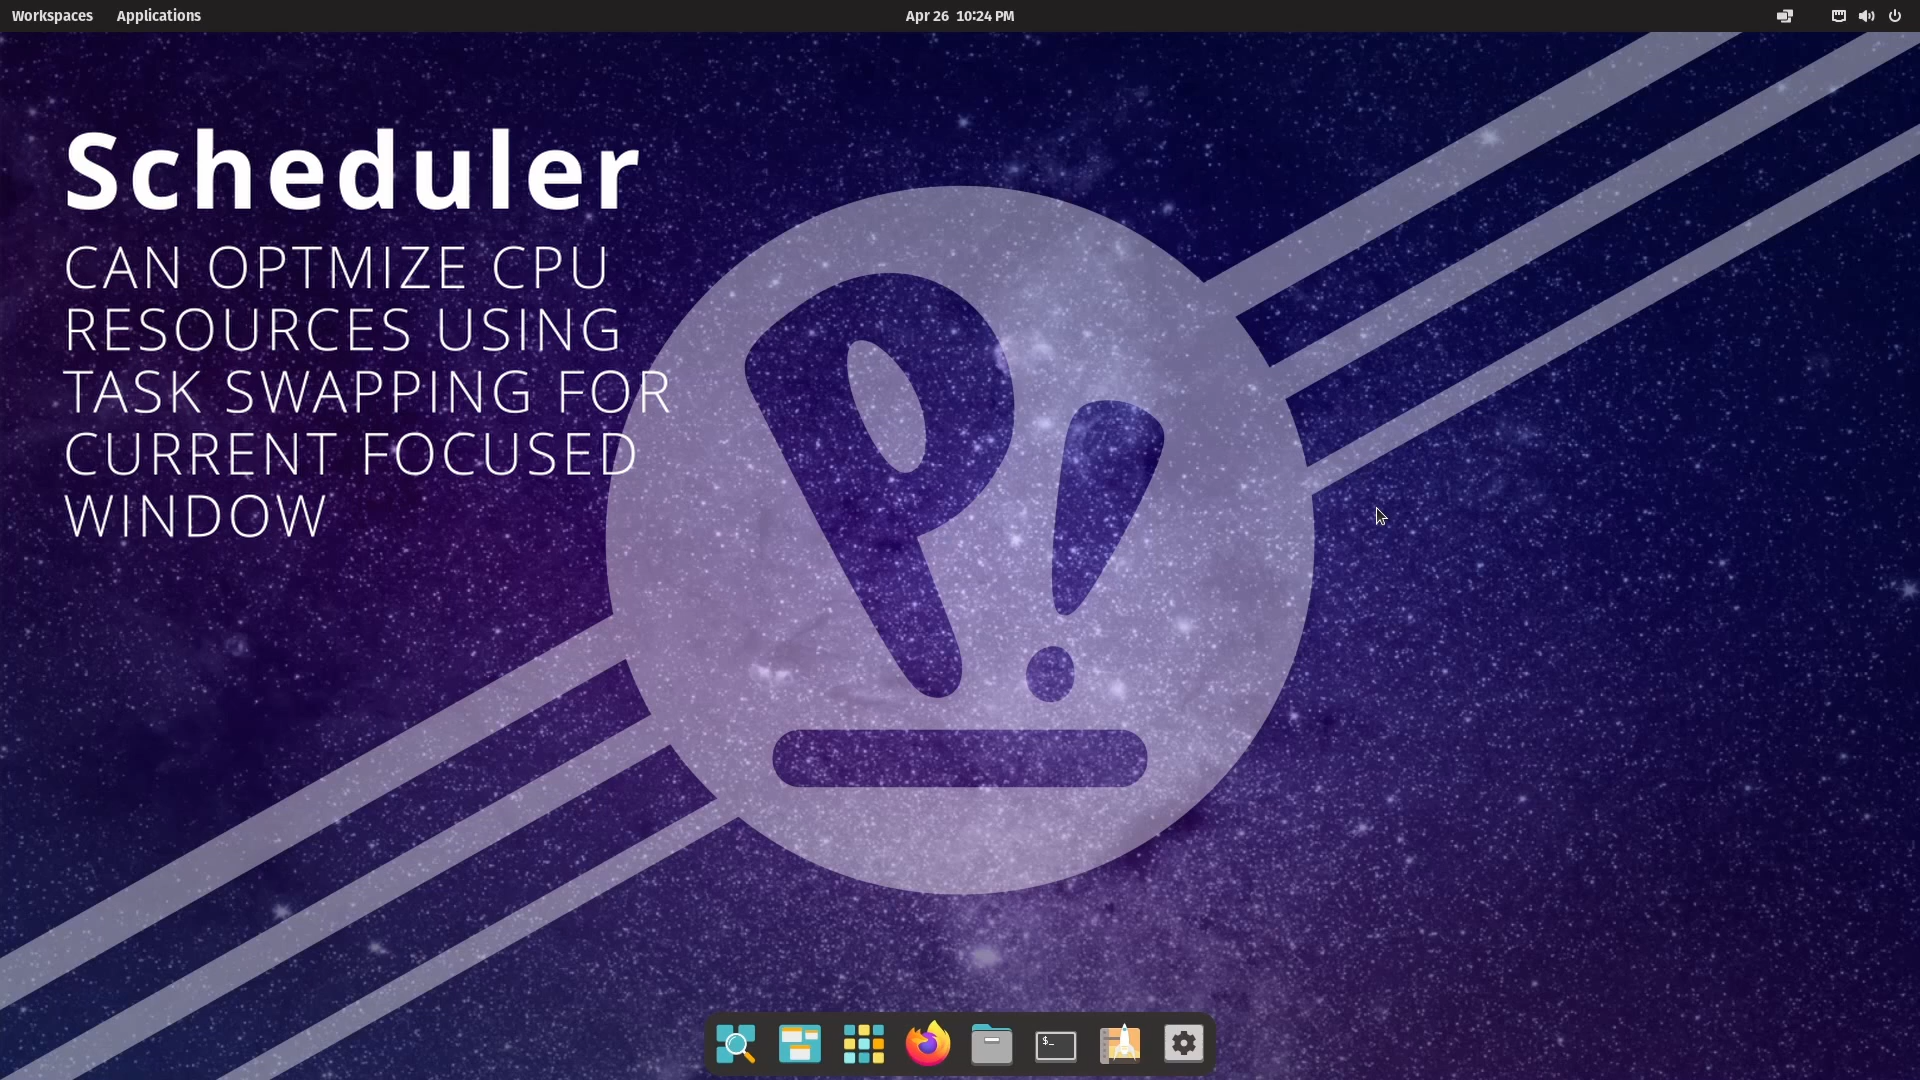 Workspaces Applications Apr 26 10:24 PM
Scheduler
CAN OPTMIZE CPU
RESOURCES USING
TASK SWAPPING FOR
CURRENT FOCUSED
WINDOW
P!
$_